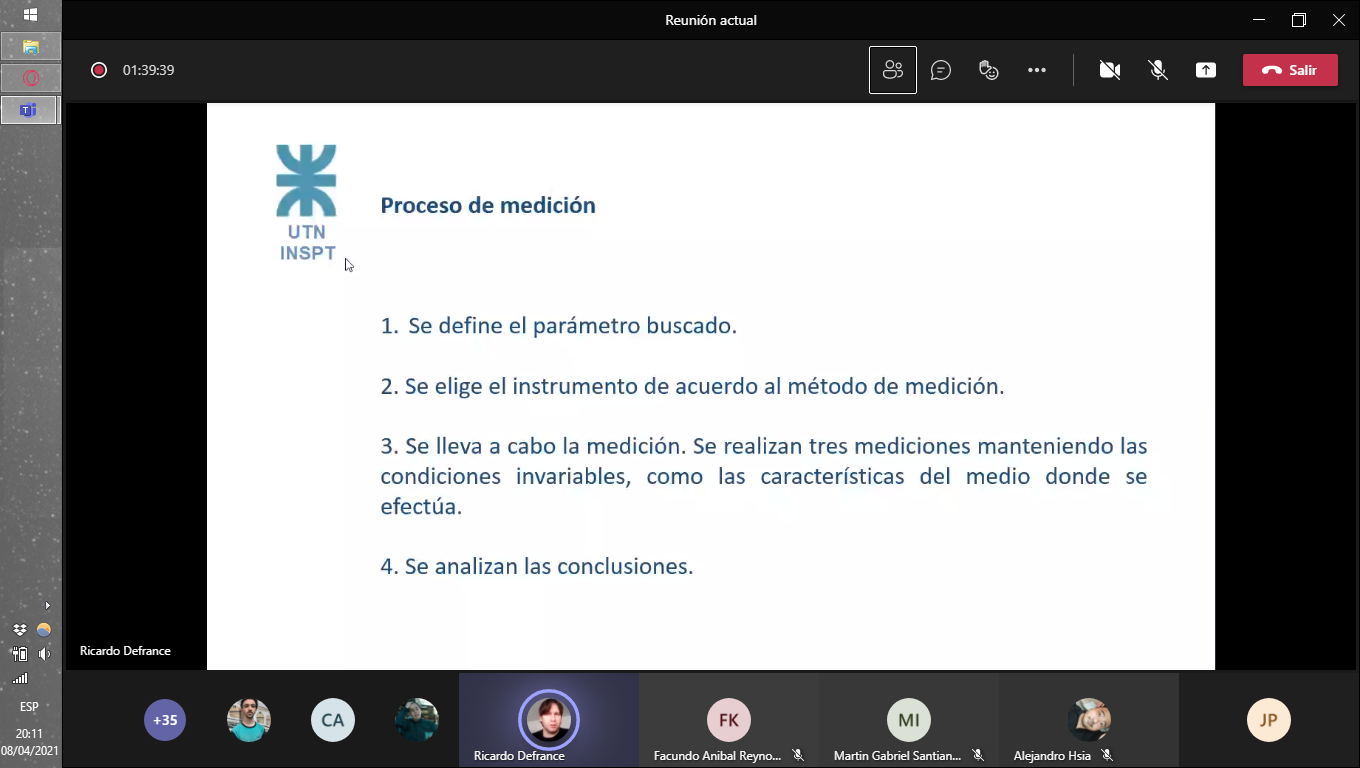 Reunión actual
01:39:39
Salir
UTN
INSPT
Proceso de medición
1. Se define el parámetro buscado.
2. Se elige el instrumento de acuerdo al método de medición.
3. Se lleva a cabo la medición. Se realizan tres mediciones manteniendo las
condiciones invariables, como las características del medio donde se
efectúa.
4. Se analizan las conclusiones.
Ricardo Defrance
+35
CA
FK
MI
JP
Ricardo Defrance
Facundo Anibal Reyno...
Martin Gabriel Santian...
Alejandro Hsia
ESP
20:11
08/04/2021